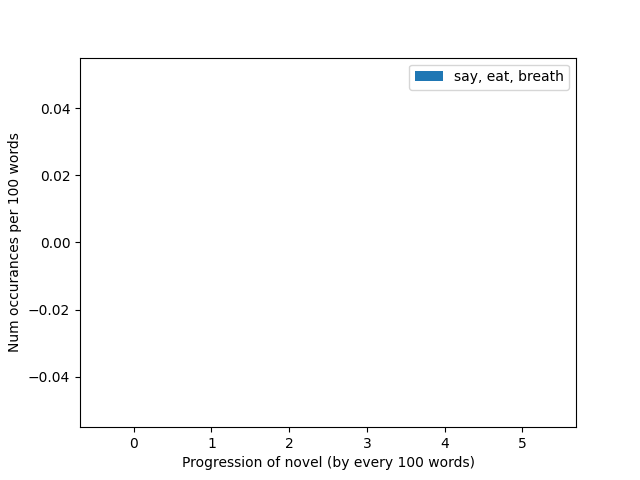 say, eat, breath
0.04
0.02
0.00
−0.02
−0.04
Num occurances per 100 words
0 1 2 3 4 5
Progression of novel (by every 100 words)